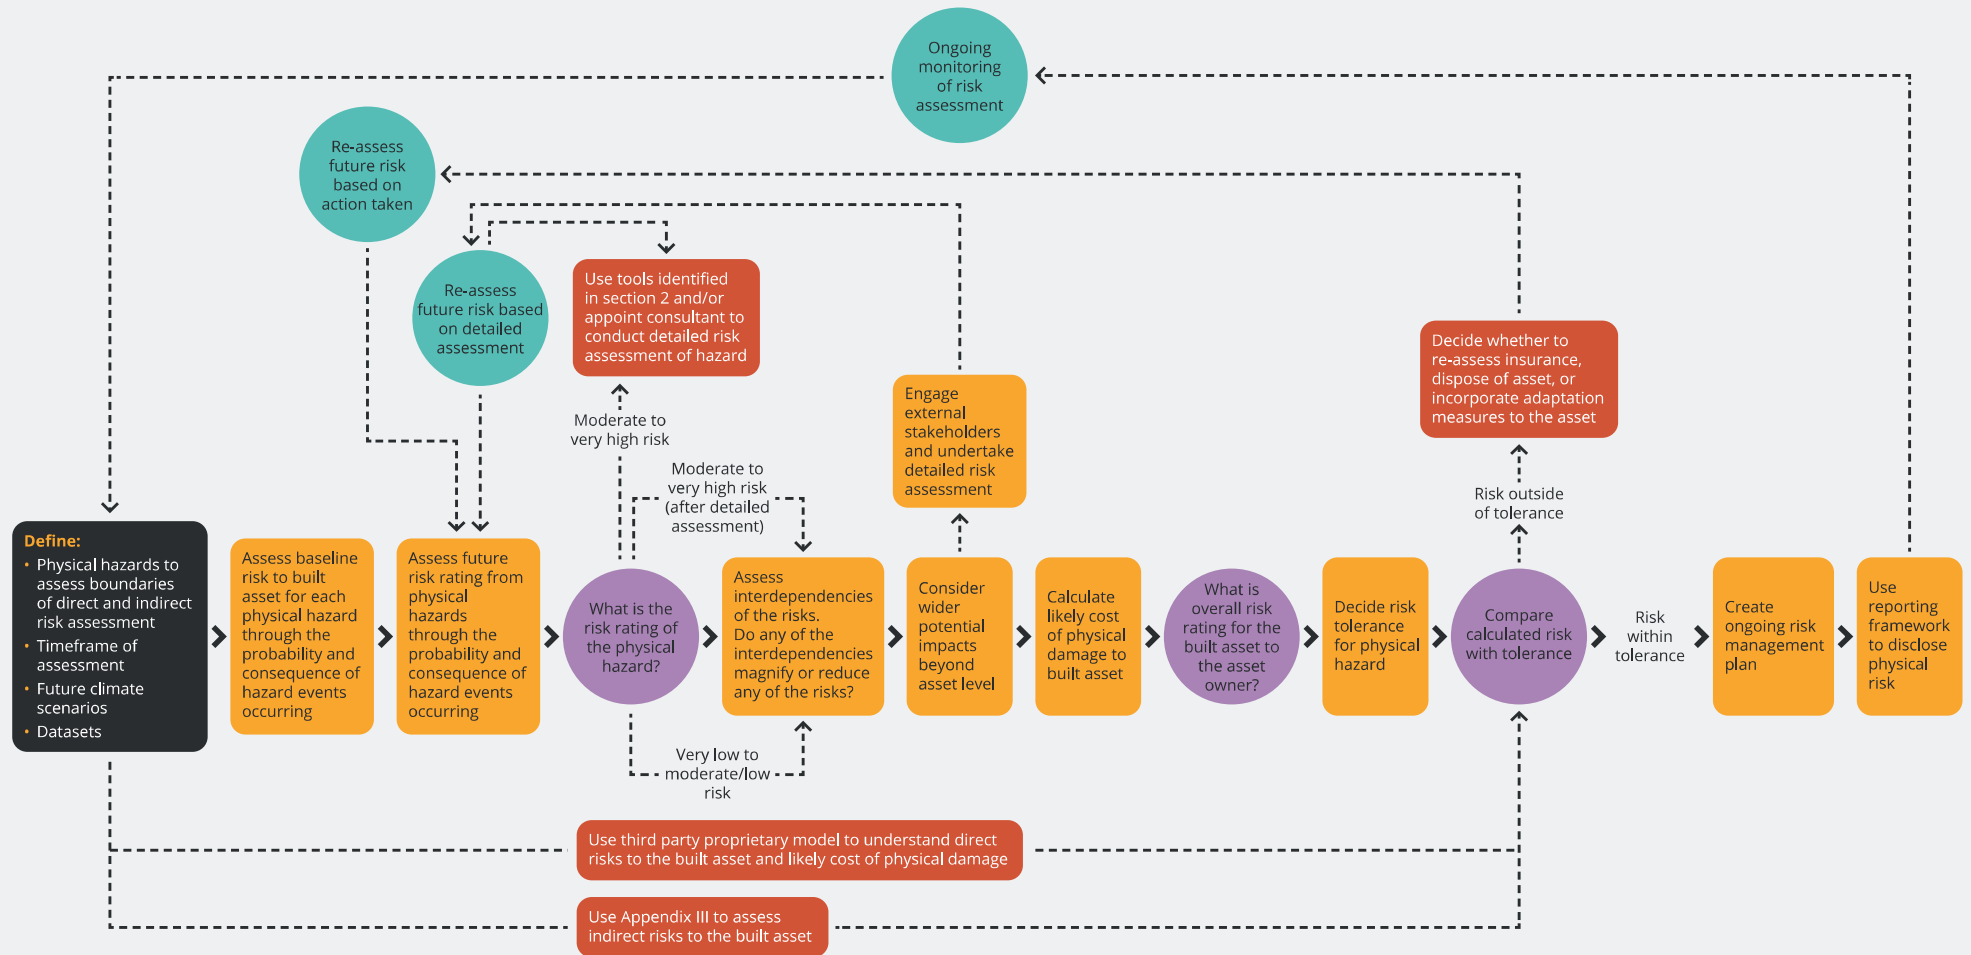 Ongoing
monitoring
of risk
assessment
Re-assess
future risk
based on
action taken
Re-assess
future risk based
on detailed
assessment
Use tools identified
in section 2 and/or
appoint consultant to
conduct detailed risk
assessment of hazard
Decide whether to
re-assess insurance,
dispose of asset, or
incorporate adaptation
measures to the asset
Engage
external
stakeholders
and undertake
detailed risk
assessment
Moderate to
very high risk
Moderate to
very high risk
(after detailed
assessment)
Risk outside
of tolerance
Define:
• Physical hazards to
assess boundaries
of direct and indirect
risk assessment
• Timeframe of
assessment
• Future climate
scenarios
• Datasets
Assess baseline
risk to built
asset for each
physical hazard
through the
probability and
consequence of
hazard events
occurring
Assess future
risk rating from
physical
hazards
through the
probability and
consequence of
hazard events
occurring
What is the
risk rating of
the physical
hazard?
Assess
interdependencies
of the risks.
Do any of the
interdependencies
magnify or reduce
any of the risks?
Consider
wider
potential
impacts
beyond
asset level
Calculate
likely cost
of physical
damage to
built asset
What is
overall risk
rating for the
built asset to
the asset
owner?
Decide risk
tolerance
for physical
hazard
Compare
calculated risk
with tolerance
Risk
within
tolerance
Create
ongoing risk
management
plan
Use
reporting
framework
to disclose
physical
risk
Very low to
moderate/low
risk
Use third party proprietary model to understand direct
risks to the built asset and likely cost of physical damage
Use Appendix III to assess
indirect risks to the built asset